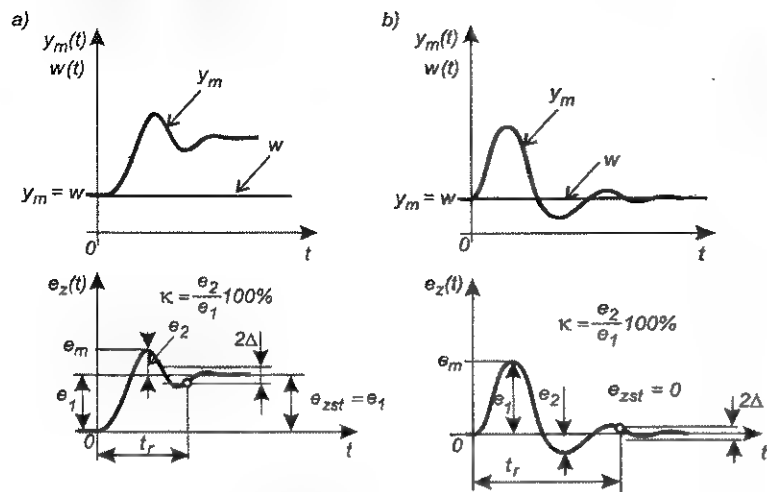 a)
y_m(t)
w(t)
y_m
w
y_m = w
0
t
e_z(t)
κ = e_2/e_1 100%
e_m
e_2
2Δ
e_1
e_zst = e_1
0
t_r
t
b)
y_m(t)
w(t)
y_m
w
y_m = w
0
t
e_z(t)
κ = e_2/e_1 100%
e_m
e_1
e_2
e_zst = 0
2Δ
0
t_r
t